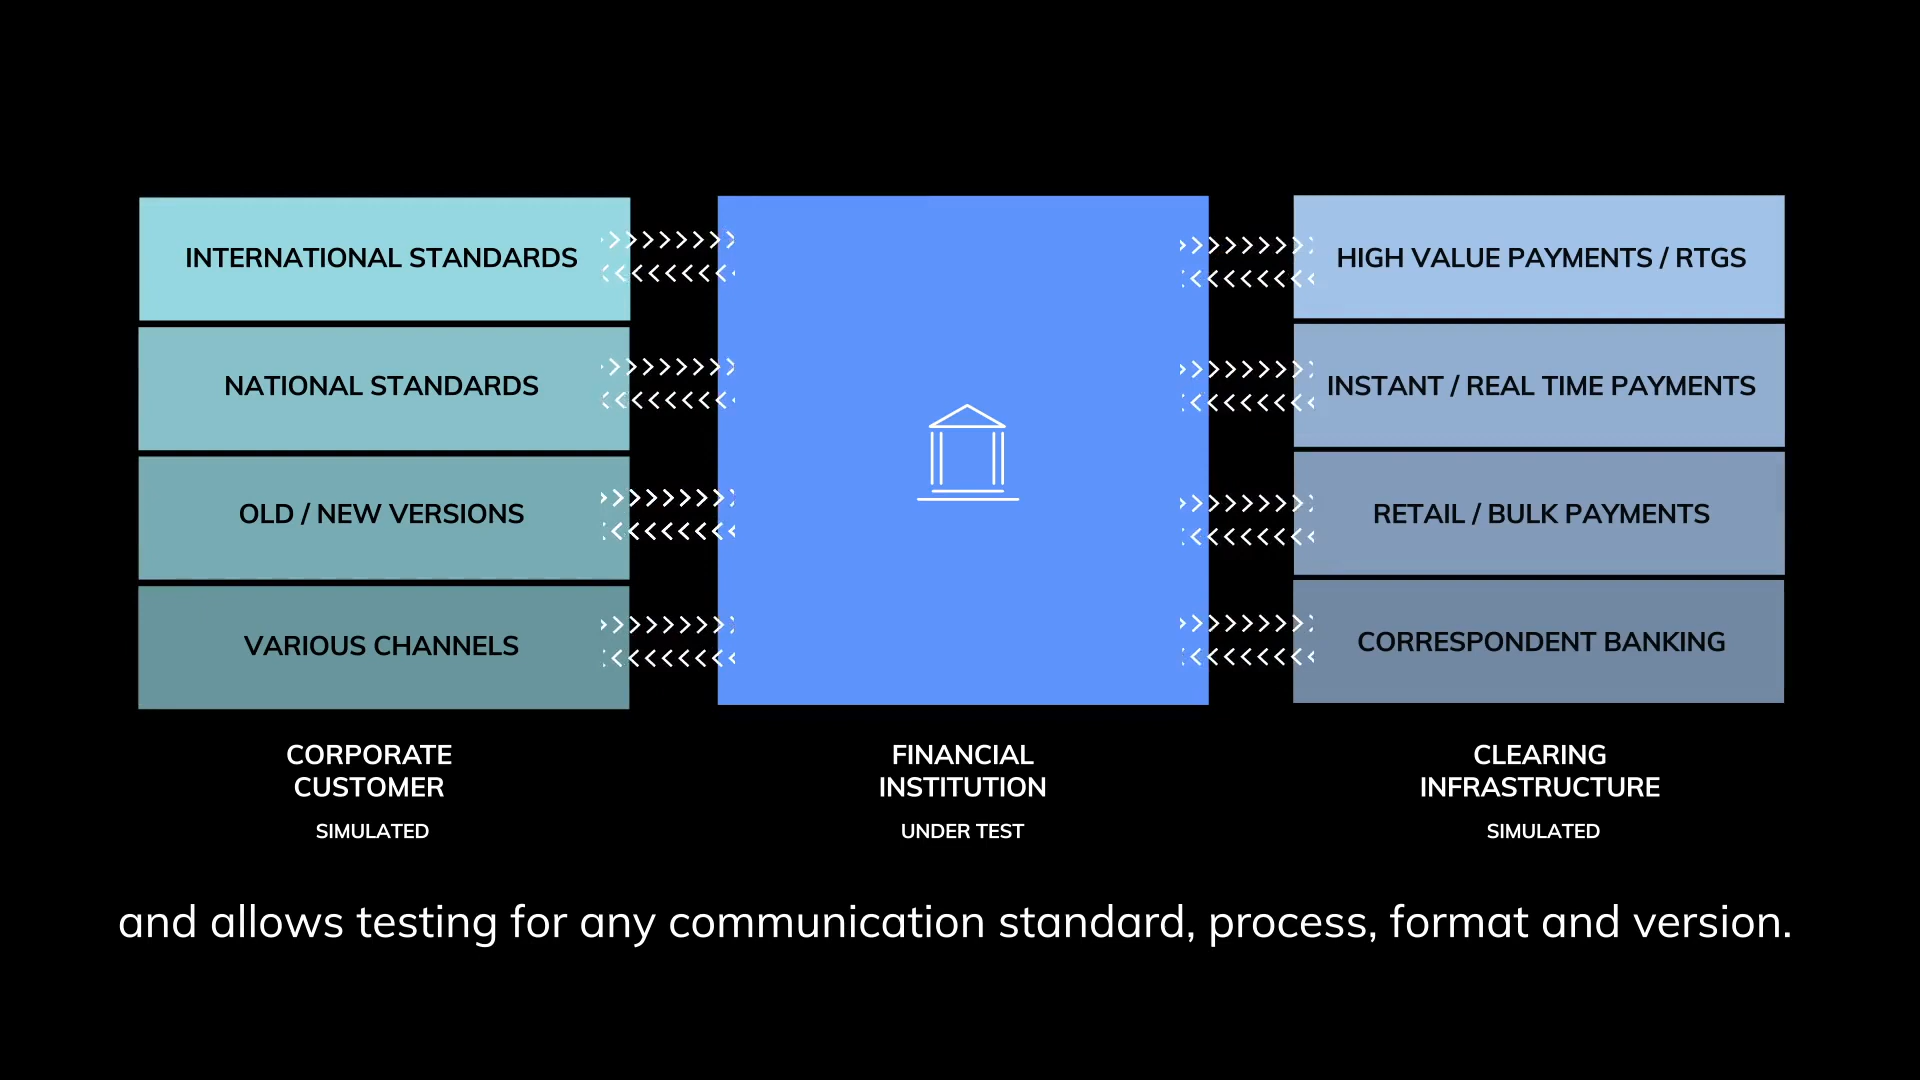 INTERNATIONAL STANDARDS
NATIONAL STANDARDS
OLD / NEW VERSIONS
VARIOUS CHANNELS
CORPORATE
CUSTOMER
SIMULATED
FINANCIAL
INSTITUTION
UNDER TEST
HIGH VALUE PAYMENTS / RTGS
INSTANT / REAL TIME PAYMENTS
RETAIL / BULK PAYMENTS
CORRESPONDENT BANKING
CLEARING
INFRASTRUCTURE
SIMULATED
and allows testing for any communication standard, process, format and version.